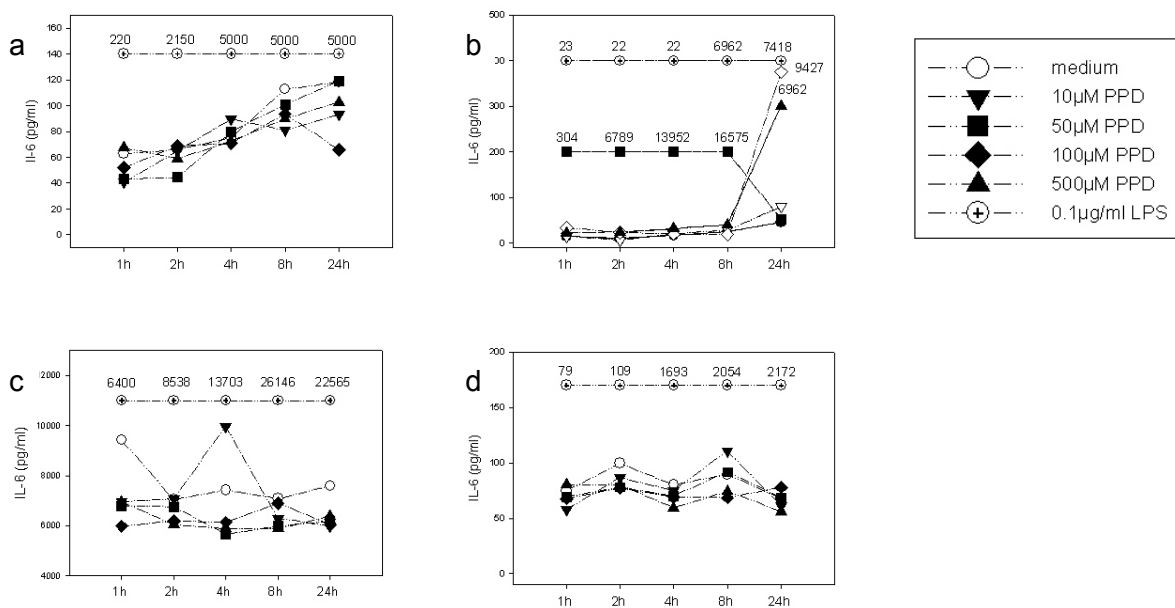 a
160
140
120
100
80
60
40
20
0
Il-6 (pg/ml)
220 2150 5000 5000 5000
1h 2h 4h 8h 24h
b
500
00
300
200
100
0
IL-6 (pg/ml)
23 22 22 6962 7418
9427
6962
304 6789 13952 16575
1h 2h 4h 8h 24h
medium
10µM PPD
50µM PPD
100µM PPD
500µM PPD
0.1µg/ml LPS
c
12000
10000
8000
6000
4000
IL-6 (pg/ml)
6400 8538 13703 26146 22565
1h 2h 4h 8h 24h
d
200
150
100
50
0
IL-6 (pg/ml)
79 109 1693 2054 2172
1h 2h 4h 8h 24h